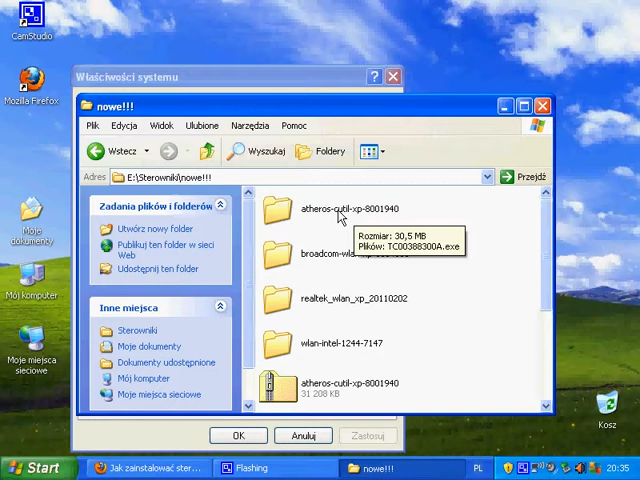 CamStudio
Mozilla Firefox
Moje
dokumenty
Mój komputer
Moje miejsca
sieciowe
Kosz
Właściwości systemu
nowe!!!
Plik Edycja Widok Ulubione Narzędzia Pomoc
Wstecz Wyszukaj Foldery
Adres E:\Sterowniki\nowe!!! Przejdź
Zadania plików i folderów
Utwórz nowy folder
Publikuj ten folder w sieci
Web
Udostępnij ten folder
Inne miejsca
Sterowniki
Moje dokumenty
Dokumenty udostępnione
Mój komputer
Moje miejsca sieciowe
atheros-cutil-xp-8001940
Rozmiar: 30,5 MB
Plików: TC00388300A.exe
broadcom-wlan-xp-
realtek_wlan_xp_20110202
wlan-intel-1244-7147
atheros-cutil-xp-8001940
31 208 KB
OK Anuluj Zastosuj
Start Jak zainstalować ster... Flashing nowe!!! PL 20:35